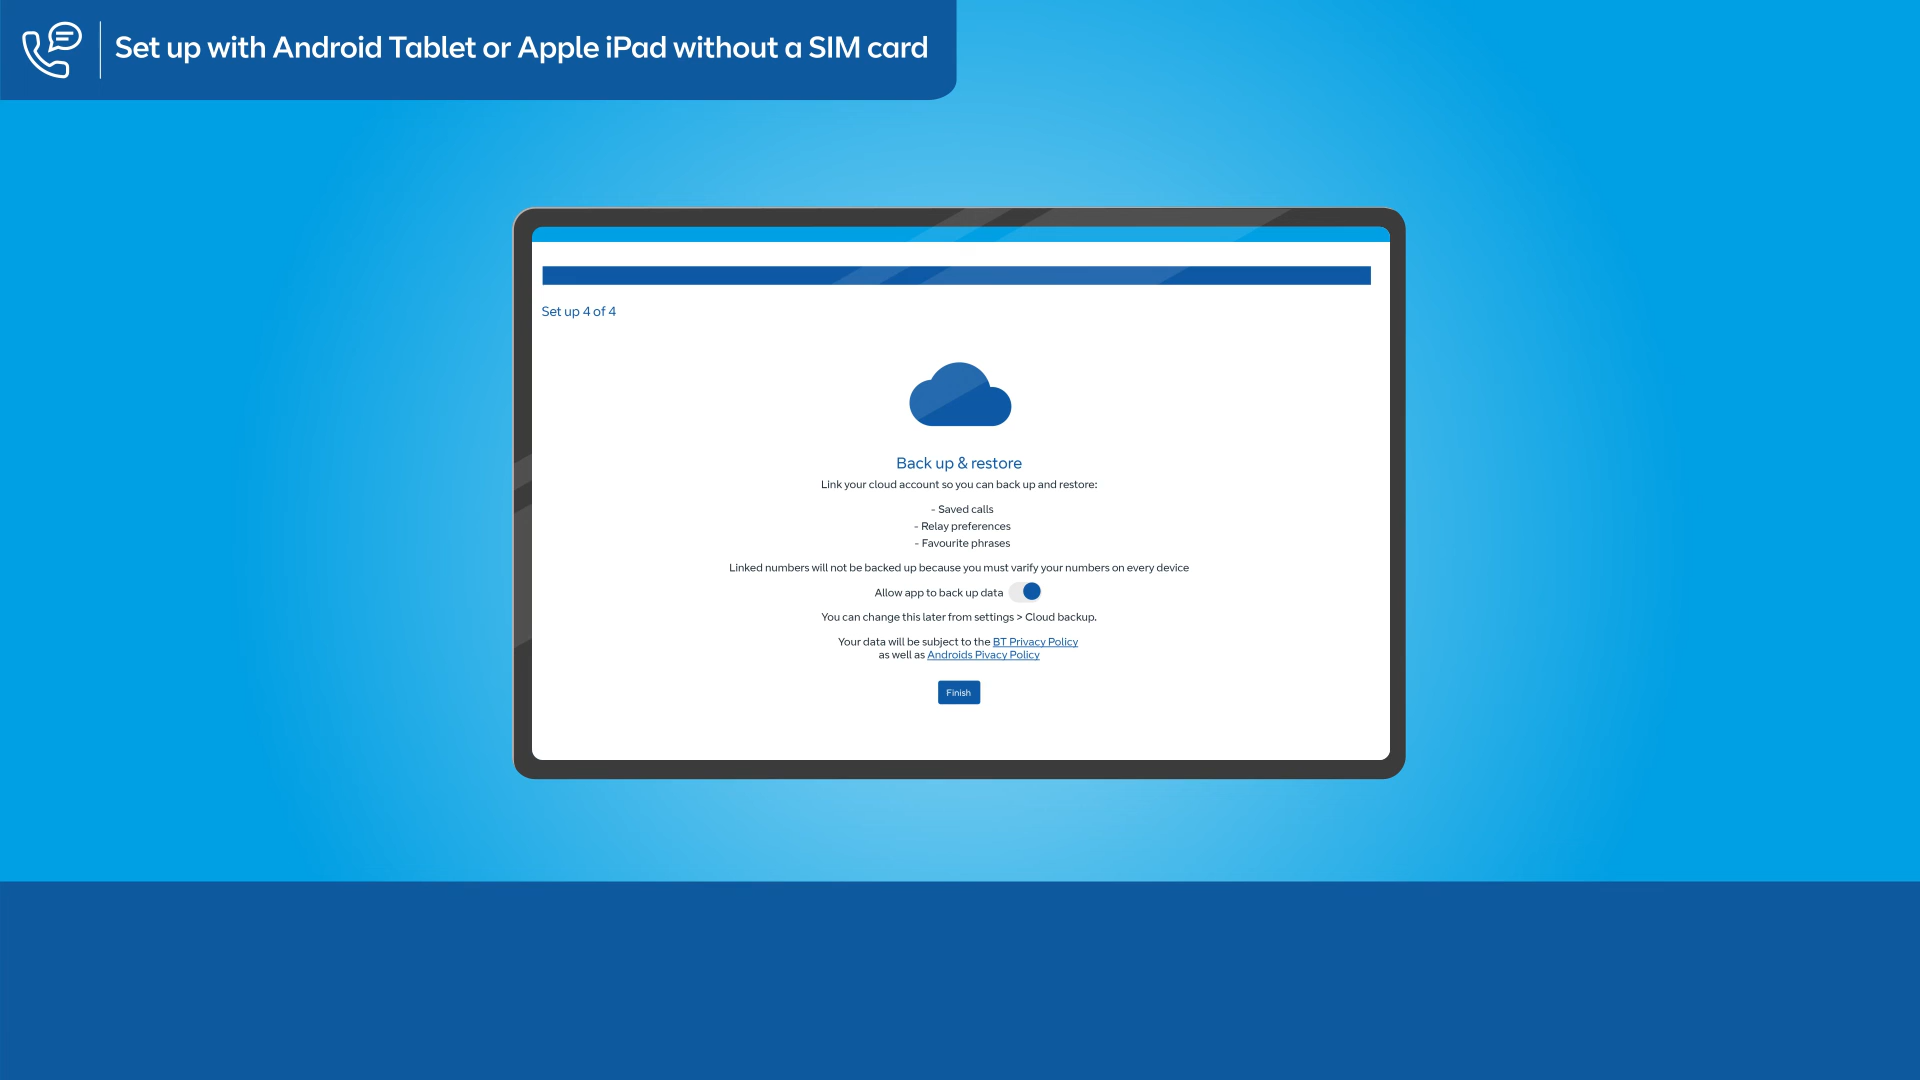 Set up with Android Tablet or Apple iPad without a SIM card
Set up 4 of 4
Back up & restore
Link your cloud account so you can back up and restore:
- Saved calls
- Relay preferences
- Favourite phrases
Linked numbers will not be backed up because you must varify your numbers on every device
Allow app to back up data
You can change this later from settings > Cloud backup.
Your data will be subject to the BT Privacy Policy
as well as Androids Pivacy Policy
Finish